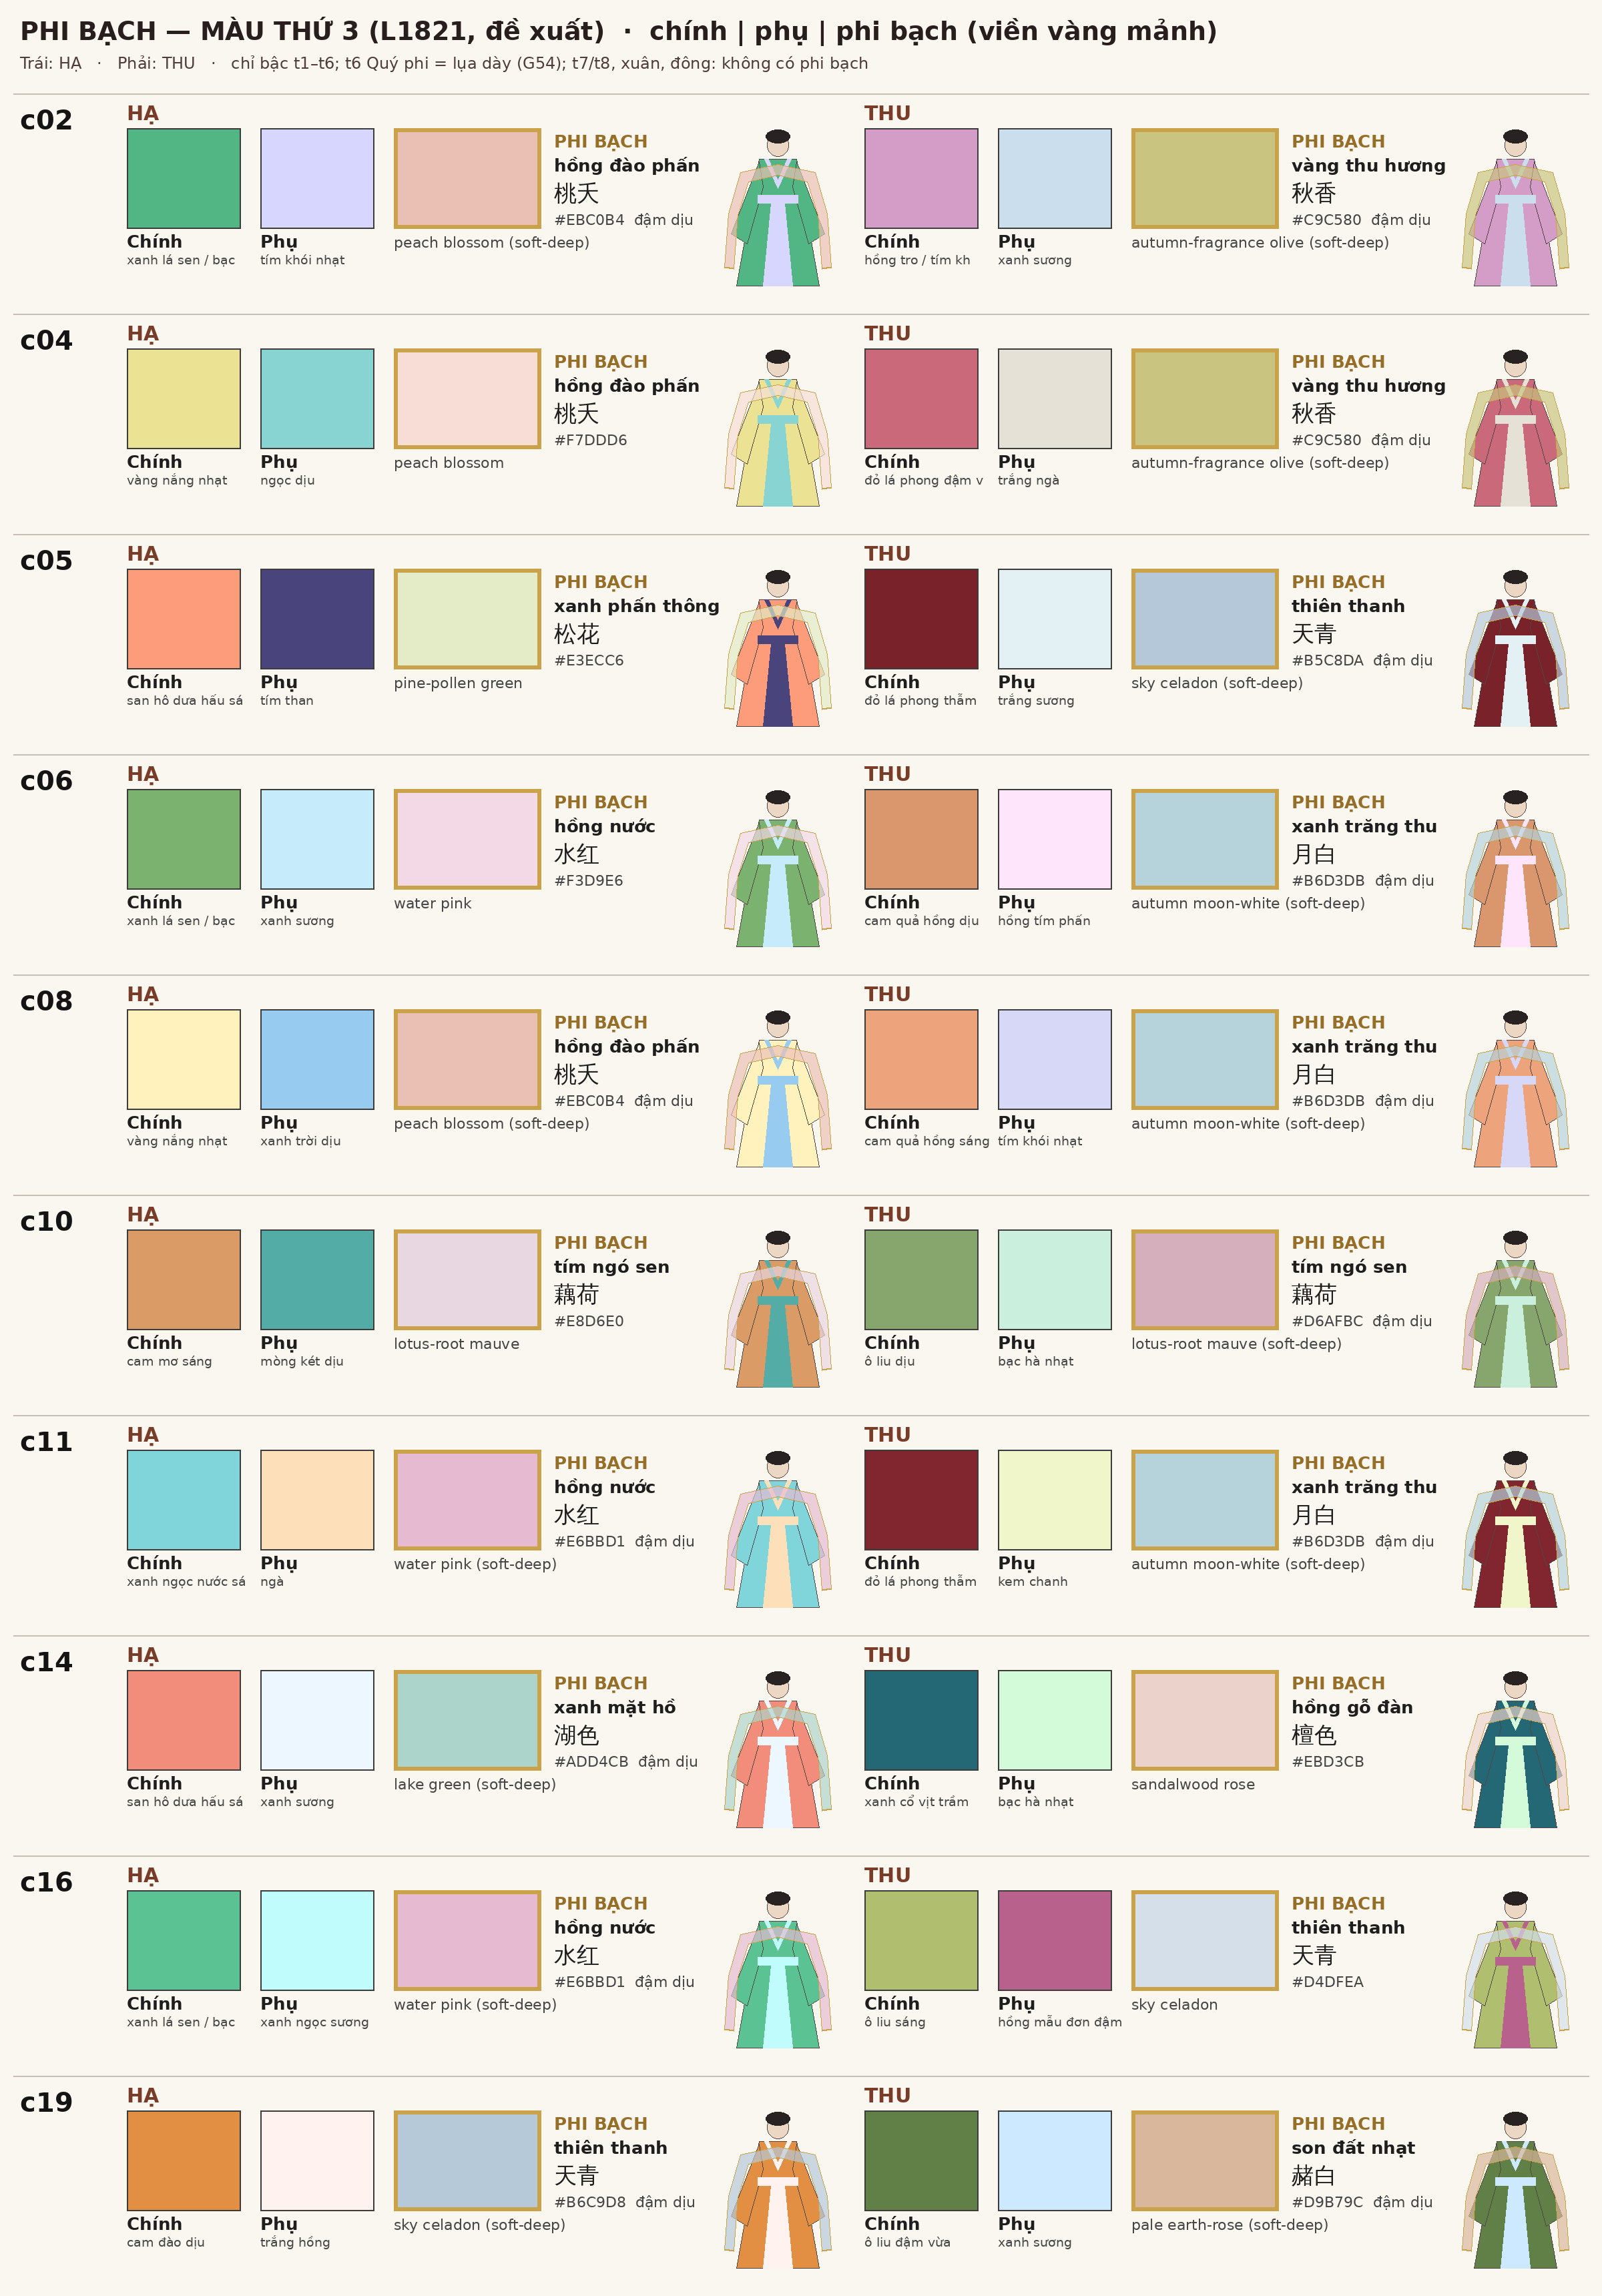 PHI BẠCH — MÀU THỨ 3 (L1821, đề xuất) · chính | phụ | phi bạch (viền vàng mảnh)
Trái: HẠ · Phải: THU · chỉ bậc t1–t6; t6 Quý phi = lụa dày (G54); t7/t8, xuân, đông: không có phi bạch
c02
HẠ
PHI BẠCH
hồng đào phấn
桃夭
#EBC0B4 đậm dịu
Chính
xanh lá sen / bạc
Phụ
tím khói nhạt
peach blossom (soft-deep)
THU
PHI BẠCH
vàng thu hương
秋香
#C9C580 đậm dịu
Chính
hồng tro / tím kh
Phụ
xanh sương
autumn-fragrance olive (soft-deep)
c04
HẠ
PHI BẠCH
hồng đào phấn
桃夭
#F7DDD6
Chính
vàng nắng nhạt
Phụ
ngọc dịu
peach blossom
THU
PHI BẠCH
vàng thu hương
秋香
#C9C580 đậm dịu
Chính
đỏ lá phong đậm v
Phụ
trắng ngà
autumn-fragrance olive (soft-deep)
c05
HẠ
PHI BẠCH
xanh phấn thông
松花
#E3ECC6
Chính
san hô dưa hấu sá
Phụ
tím than
pine-pollen green
THU
PHI BẠCH
thiên thanh
天青
#B5C8DA đậm dịu
Chính
đỏ lá phong thẫm
Phụ
trắng sương
sky celadon (soft-deep)
c06
HẠ
PHI BẠCH
hồng nước
水红
#F3D9E6
Chính
xanh lá sen / bạc
Phụ
xanh sương
water pink
THU
PHI BẠCH
xanh trăng thu
月白
#B6D3DB đậm dịu
Chính
cam quả hồng dịu
Phụ
hồng tím phấn
autumn moon-white (soft-deep)
c08
HẠ
PHI BẠCH
hồng đào phấn
桃夭
#EBC0B4 đậm dịu
Chính
vàng nắng nhạt
Phụ
xanh trời dịu
peach blossom (soft-deep)
THU
PHI BẠCH
xanh trăng thu
月白
#B6D3DB đậm dịu
Chính
cam quả hồng sáng
Phụ
tím khói nhạt
autumn moon-white (soft-deep)
c10
HẠ
PHI BẠCH
tím ngó sen
藕荷
#E8D6E0
Chính
cam mơ sáng
Phụ
mòng két dịu
lotus-root mauve
THU
PHI BẠCH
tím ngó sen
藕荷
#D6AFBC đậm dịu
Chính
ô liu dịu
Phụ
bạc hà nhạt
lotus-root mauve (soft-deep)
c11
HẠ
PHI BẠCH
hồng nước
水红
#E6BBD1 đậm dịu
Chính
xanh ngọc nước sá
Phụ
ngà
water pink (soft-deep)
THU
PHI BẠCH
xanh trăng thu
月白
#B6D3DB đậm dịu
Chính
đỏ lá phong thẫm
Phụ
kem chanh
autumn moon-white (soft-deep)
c14
HẠ
PHI BẠCH
xanh mặt hồ
湖色
#ADD4CB đậm dịu
Chính
san hô dưa hấu sá
Phụ
xanh sương
lake green (soft-deep)
THU
PHI BẠCH
hồng gỗ đàn
檀色
#EBD3CB
Chính
xanh cổ vịt trầm
Phụ
bạc hà nhạt
sandalwood rose
c16
HẠ
PHI BẠCH
hồng nước
水红
#E6BBD1 đậm dịu
Chính
xanh lá sen / bạc
Phụ
xanh ngọc sương
water pink (soft-deep)
THU
PHI BẠCH
thiên thanh
天青
#D4DFEA
Chính
ô liu sáng
Phụ
hồng mẫu đơn đậm
sky celadon
c19
HẠ
PHI BẠCH
thiên thanh
天青
#B6C9D8 đậm dịu
Chính
cam đào dịu
Phụ
trắng hồng
sky celadon (soft-deep)
THU
PHI BẠCH
son đất nhạt
赭白
#D9B79C đậm dịu
Chính
ô liu đậm vừa
Phụ
xanh sương
pale earth-rose (soft-deep)